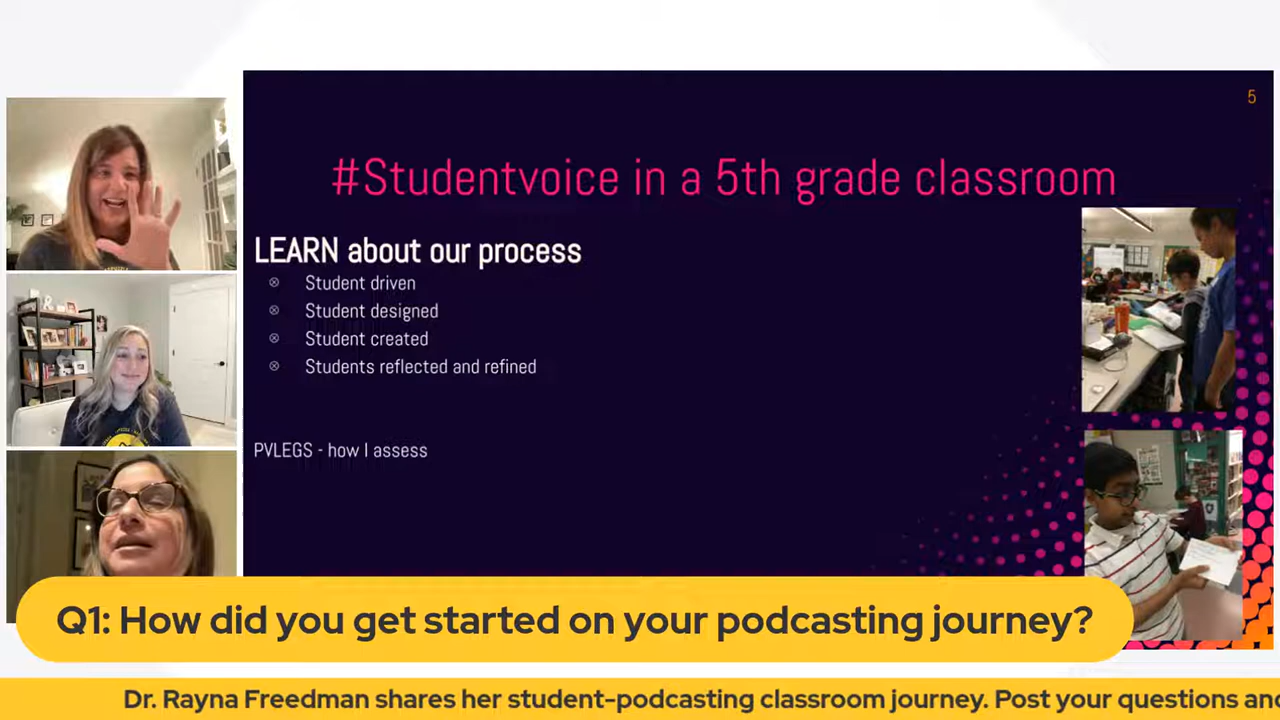 5
#Studentvoice in a 5th grade classroom
LEARN about our process
Student driven
Student designed
Student created
Students reflected and refined
PVLEGS - how I assess
Q1: How did you get started on your podcasting journey?
Dr. Rayna Freedman shares her student-podcasting classroom journey. Post your questions and